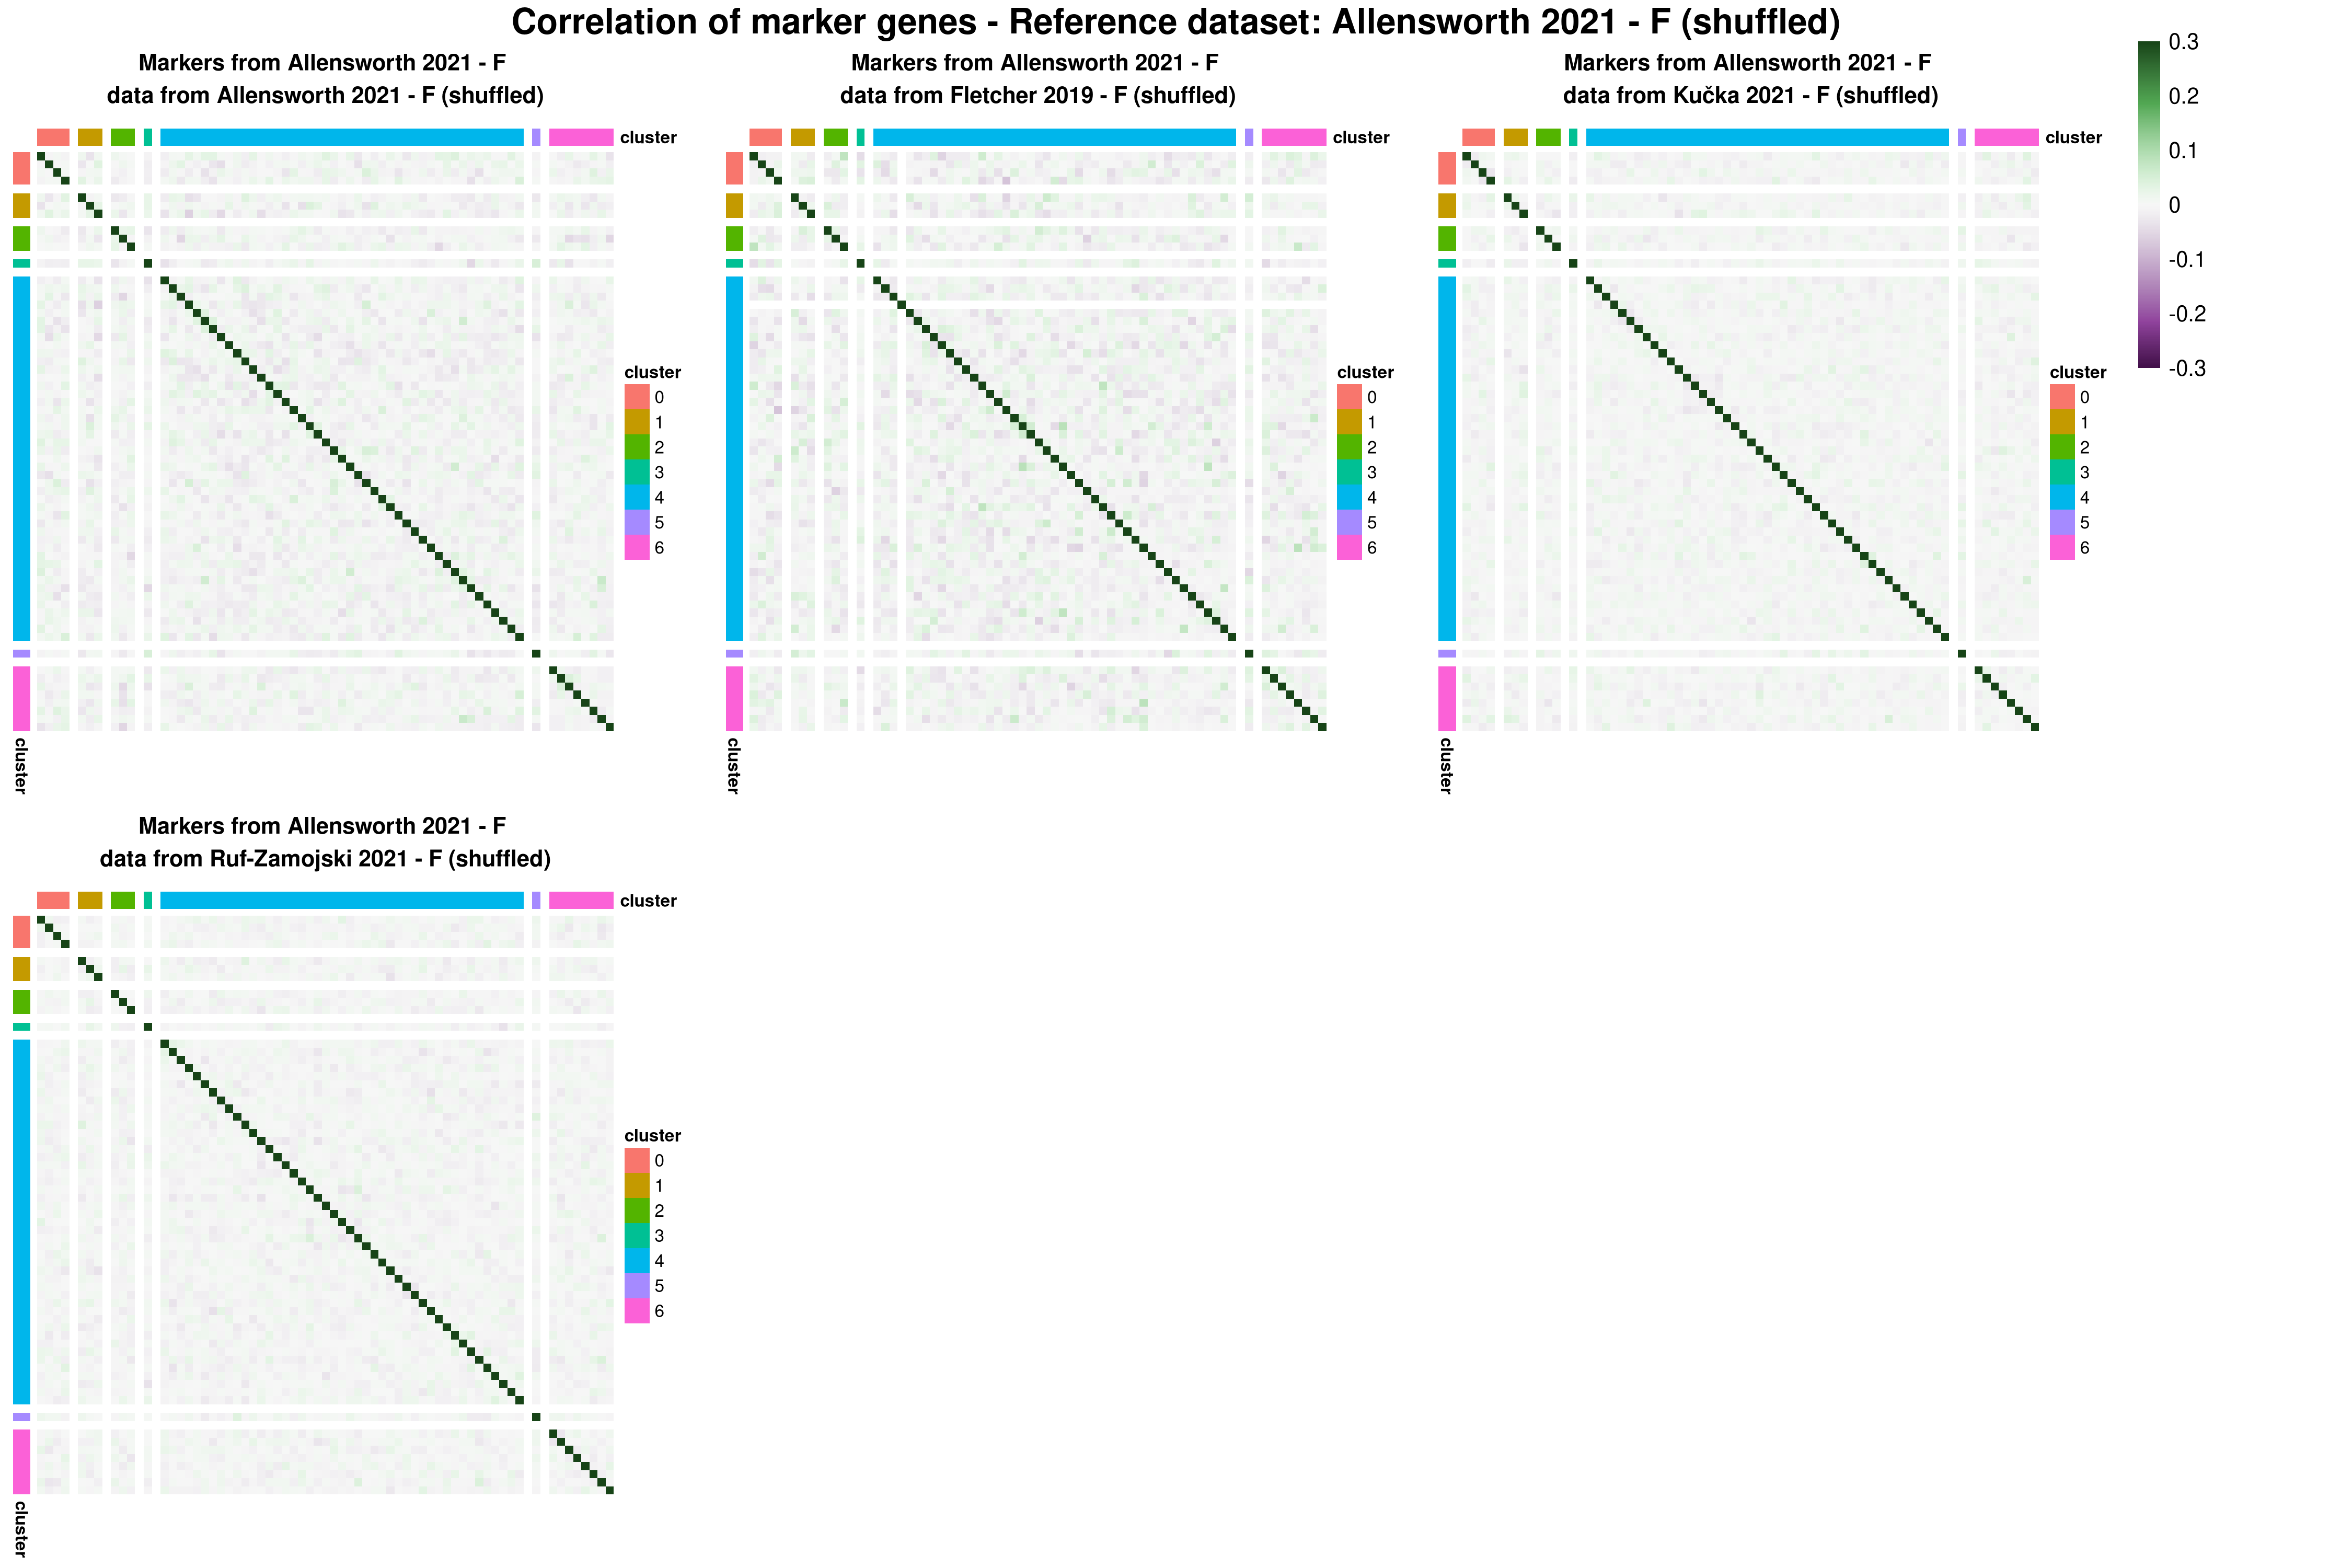 Correlation of marker genes - Reference dataset: Allensworth 2021 - F (shuffled)
Markers from Allensworth 2021 - F
data from Allensworth 2021 - F (shuffled)
cluster
cluster
0
1
2
3
4
5
6
cluster
Markers from Allensworth 2021 - F
data from Fletcher 2019 - F (shuffled)
cluster
cluster
0
1
2
3
4
5
6
cluster
Markers from Allensworth 2021 - F
data from Kučka 2021 - F (shuffled)
cluster
cluster
0
1
2
3
4
5
6
cluster
0.3
0.2
0.1
0
-0.1
-0.2
-0.3
Markers from Allensworth 2021 - F
data from Ruf-Zamojski 2021 - F (shuffled)
cluster
cluster
0
1
2
3
4
5
6
cluster